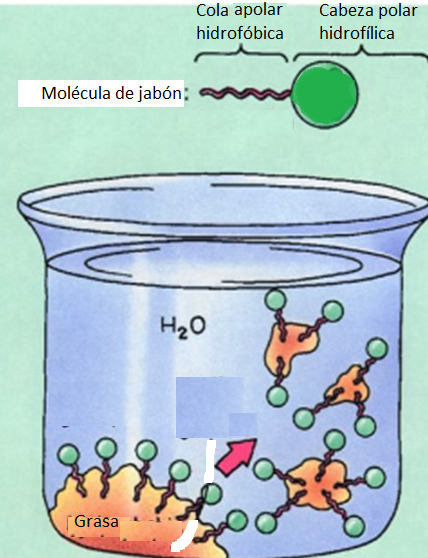 Cola apolar
hidrofóbica
Cabeza polar
hidrofílica
Molécula de jabón:
H₂O
Grasa